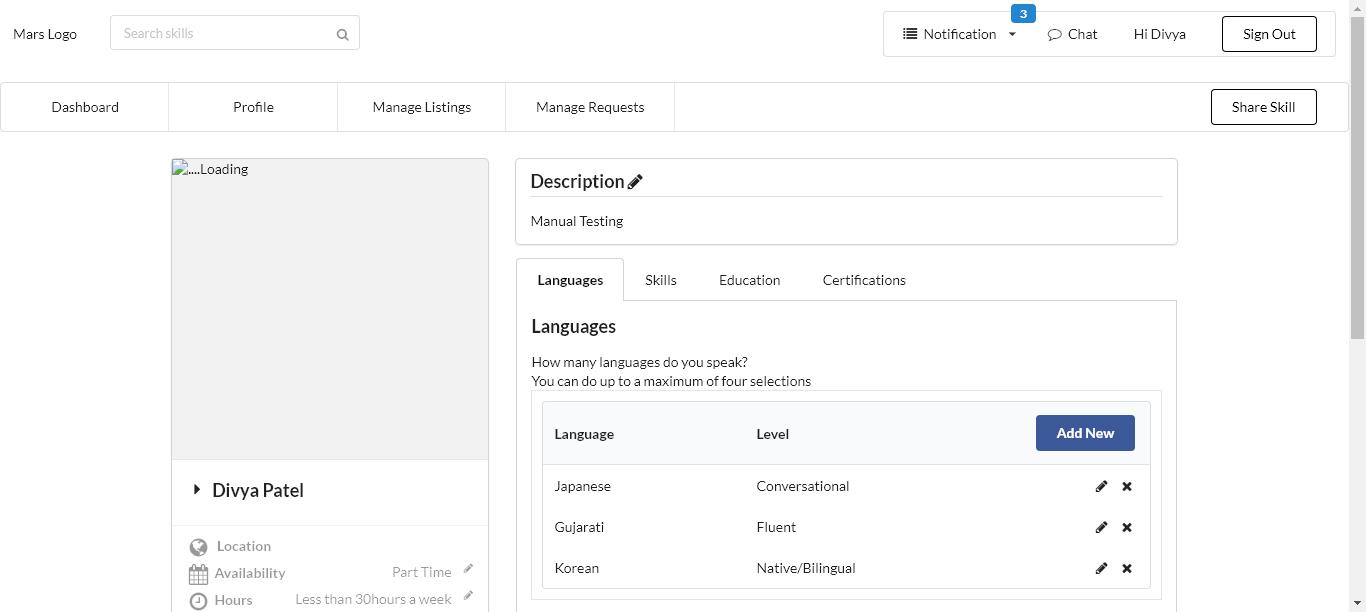 3
Mars Logo
Search skills
Notification
Chat
Hi Divya
Sign Out
Dashboard
Profile
Manage Listings
Manage Requests
Share Skill
....Loading
Divya Patel
Location
Availability Part Time
Hours Less than 30hours a week
Description
Manual Testing
Languages Skills Education Certifications
Languages
How many languages do you speak?
You can do up to a maximum of four selections
Language Level Add New
Japanese Conversational
Gujarati Fluent
Korean Native/Bilingual